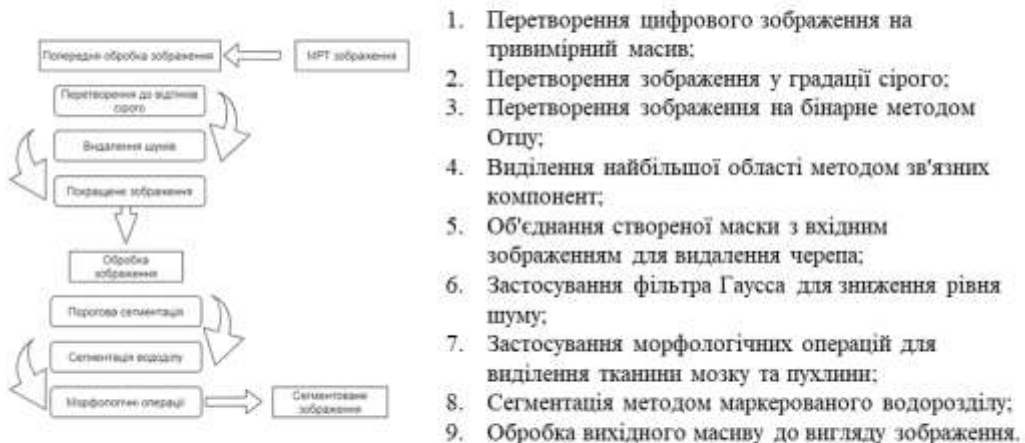 Попередня обробка зображення
МРТ зображення
Перетворення до відтінків
сірого
Видалення шумів
Покращене зображення
Обробка
зображення
Порогова сегментація
Сегментація вододілу
Морфологічні операції
Сегментоване
зображення
1. Перетворення цифрового зображення на
тривимірний масив;
2. Перетворення зображення у градації сірого;
3. Перетворення зображення на бінарне методом
Отцу;
4. Виділення найбільшої області методом зв'язних
компонент;
5. Об'єднання створеної маски з вхідним
зображенням для видалення черепа;
6. Застосування фільтра Гаусса для зниження рівня
шуму;
7. Застосування морфологічних операцій для
виділення тканини мозку та пухлини;
8. Сегментація методом маркерованого водорозділу;
9. Обробка вихідного масиву до вигляду зображення.